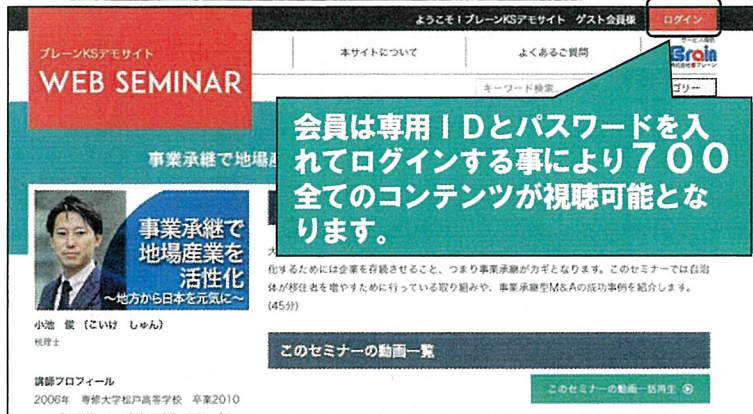 ようこそ！ブレーンKSデモサイト ゲスト会員様 ログイン
ブレーンKSデモサイト
WEB SEMINAR
本サイトについて
よくあるご質問
Brain
キーワード検索
ゴリー
会員は専用ＩＤとパスワードを入
れてログインする事により７００
全てのコンテンツが視聴可能とな
ります。
事業承継で地場
事業承継で
地場産業を
活性化
～地方から日本を元気に～
化するためには企業を存続させること、つまり事業承継がカギとなります。このセミナーでは自治
体が移住者を増やすために行っている取り組みや、事業承継型M&Aの成功事例を紹介します。
(45分)
小池 俊（こいけ しゅん）
税理士
このセミナーの動画一覧
講師プロフィール
このセミナーの動画一括再生
2006年 専修大学松戸高等学校 卒業2010